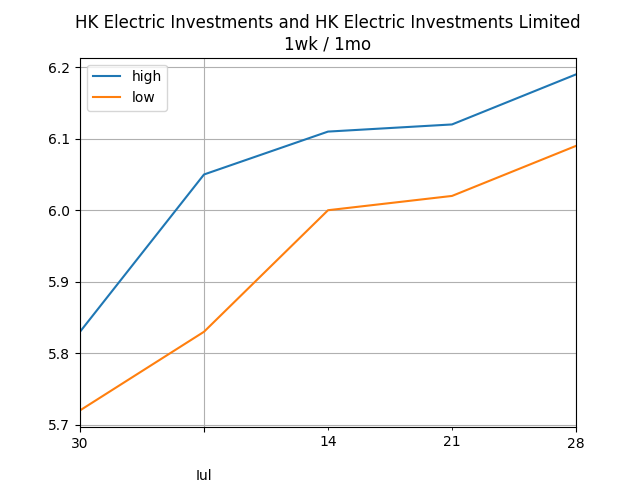 HK Electric Investments and HK Electric Investments Limited
1wk / 1mo
high
low
6.2
6.1
6.0
5.9
5.8
5.7
30
14
21
28
Iul